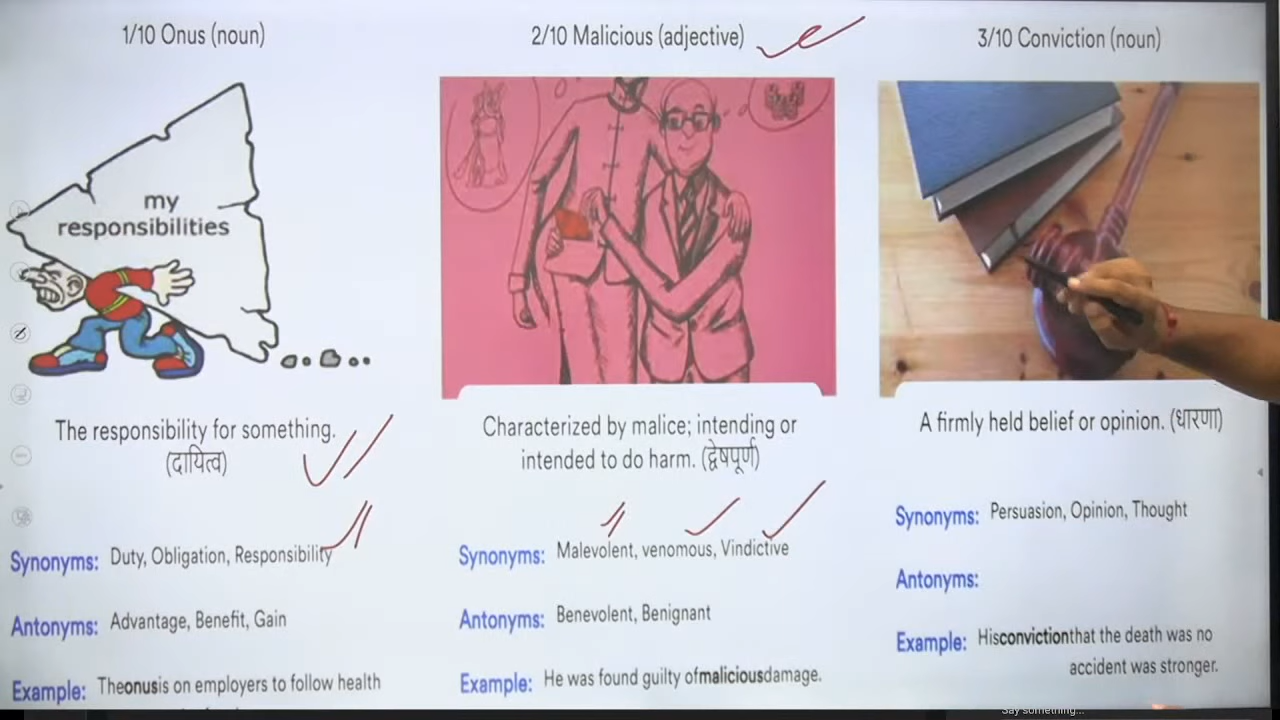 1/10 Onus (noun)
my
responsibilities
The responsibility for something.
(दायित्व)
Synonyms: Duty, Obligation, Responsibility
Antonyms: Advantage, Benefit, Gain
Example: Theonusis on employers to follow health
2/10 Malicious (adjective)
Characterized by malice; intending or
intended to do harm. (द्वेषपूर्ण)
Synonyms: Malevolent, venomous, Vindictive
Antonyms: Benevolent, Benignant
Example: He was found guilty ofmaliciousdamage.
3/10 Conviction (noun)
A firmly held belief or opinion. (धारणा)
Synonyms: Persuasion, Opinion, Thought
Antonyms:
Example: Hisconvictionthat the death was no
accident was stronger.
Say something...